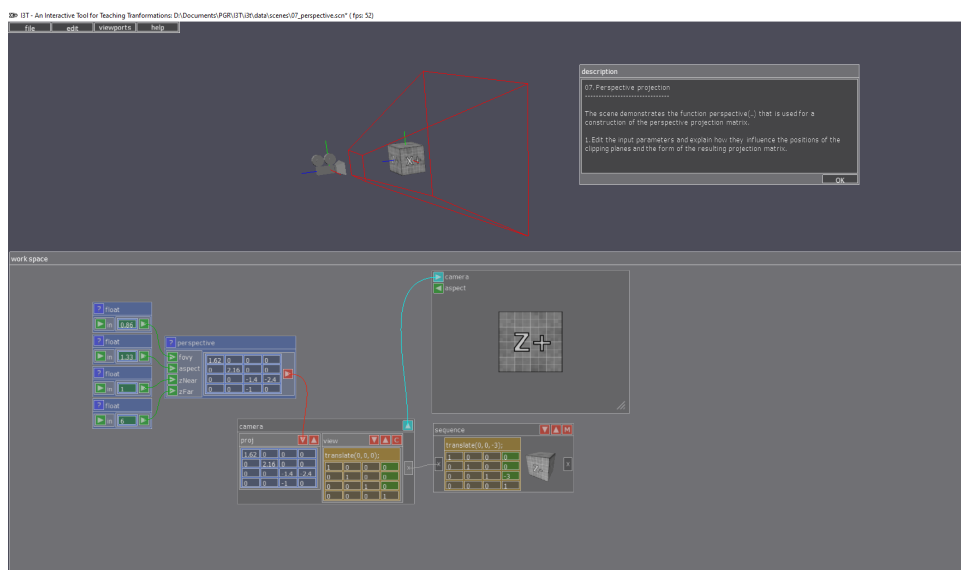 I3T - An Interactive Tool for Teaching Tranformations: D:\Documents\PGR\I3T\i3t\data\scenes\07_perspective.scn* ( fps: 52)
file edit viewports help
description
07. Perspective projection
------------------------------
The scene demonstrates the function perspective(..) that is used for a
construction of the perspective projection matrix.
1. Edit the input parameters and explain how they influence the positions of the
clipping planes and the form of the resulting projection matrix.
OK
X+
work space
camera
aspect
Z+
? float
in 0.86
? float
in 1.33
? float
in 1
? float
in 6
? perspective
fovy
aspect
zNear
zFar
1.62 0 0 0
0 2.16 0 0
0 0 -1.4 -2.4
0 0 -1 0
camera
proj
1.62 0 0 0
0 2.16 0 0
0 0 -1.4 -2.4
0 0 -1 0
view C
translate(0, 0, 0);
1 0 0 0
0 1 0 0
0 0 1 0
0 0 0 1
sequence M
translate(0, 0, -3);
1 0 0 0
0 1 0 0
0 0 1 -3
0 0 0 1
Z+